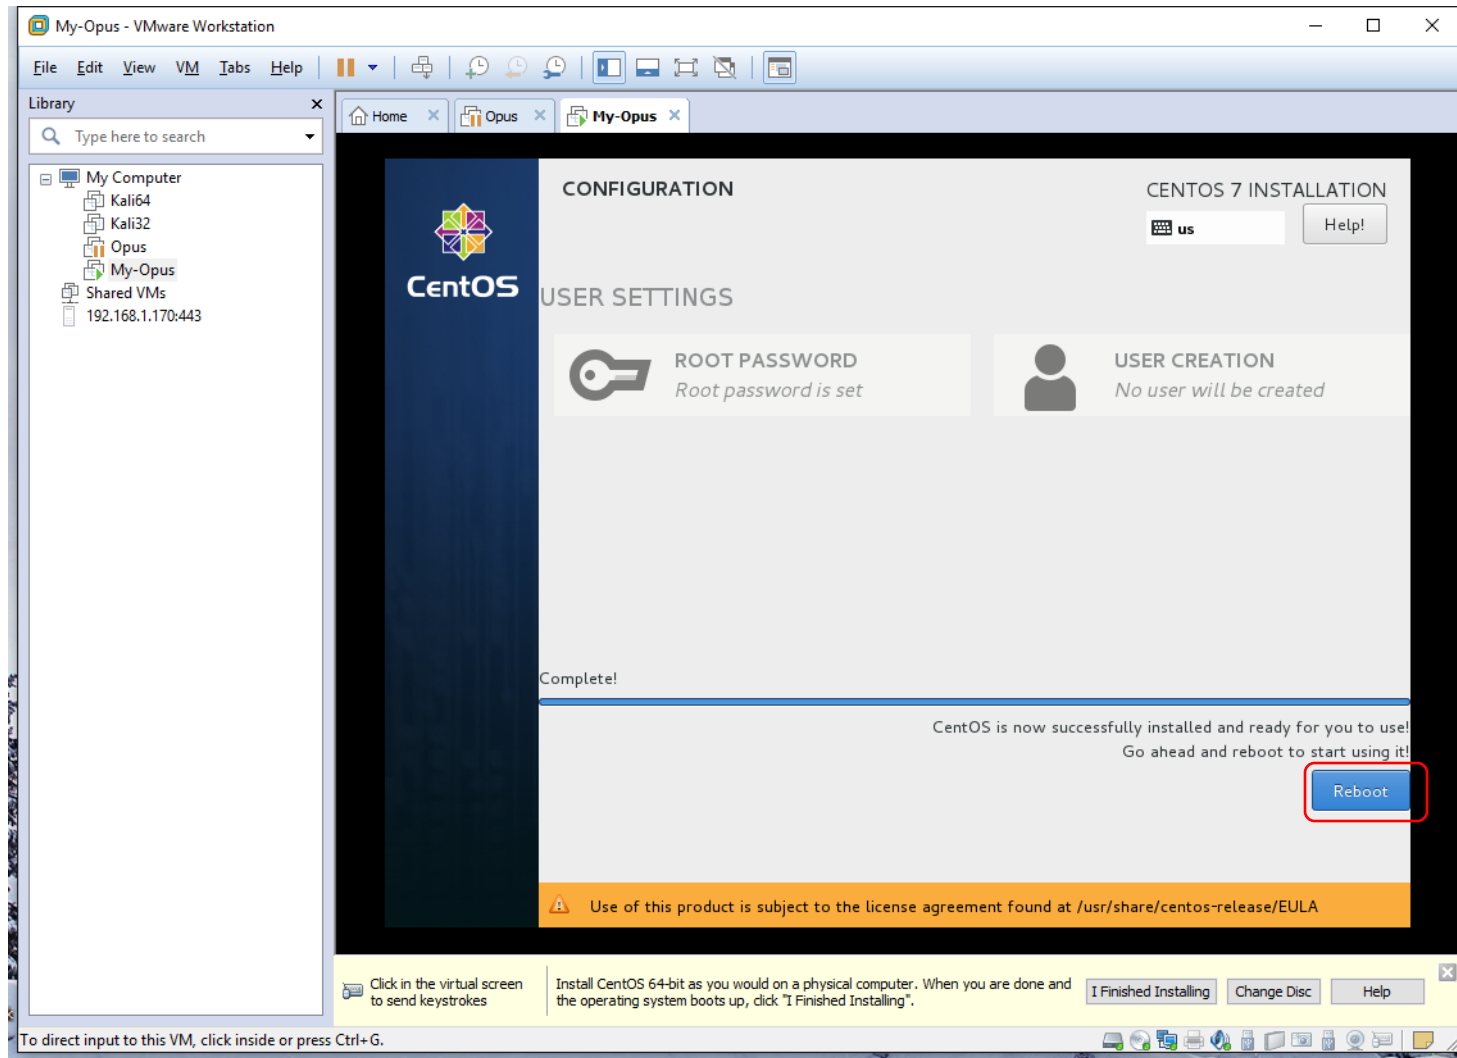 My-Opus - VMware Workstation
File Edit View VM Tabs Help
Library
Type here to search
My Computer
Kali64
Kali32
Opus
My-Opus
Shared VMs
192.168.1.170:443
Home
Opus
My-Opus
CentOS
CONFIGURATION
CENTOS 7 INSTALLATION
us
Help!
USER SETTINGS
ROOT PASSWORD
Root password is set
USER CREATION
No user will be created
Complete!
CentOS is now successfully installed and ready for you to use!
Go ahead and reboot to start using it!
Reboot
Use of this product is subject to the license agreement found at /usr/share/centos-release/EULA
Click in the virtual screen
to send keystrokes
Install CentOS 64-bit as you would on a physical computer. When you are done and
the operating system boots up, click "I Finished Installing".
I Finished Installing
Change Disc
Help
To direct input to this VM, click inside or press Ctrl+G.